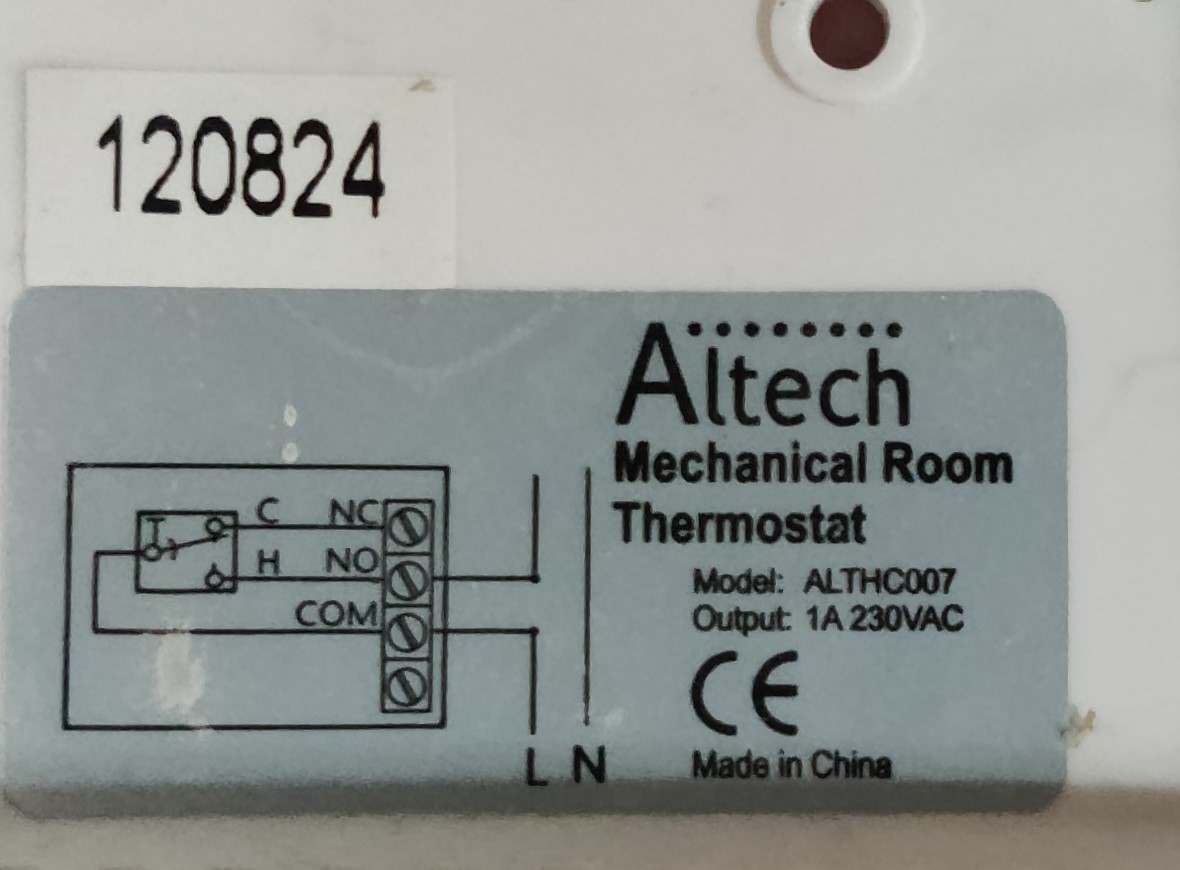 120824
Altech
Mechanical Room
Thermostat
Model: ALTHC007
Output: 1A 230VAC
CE
Made in China
T
C NC
H NO
COM
L N